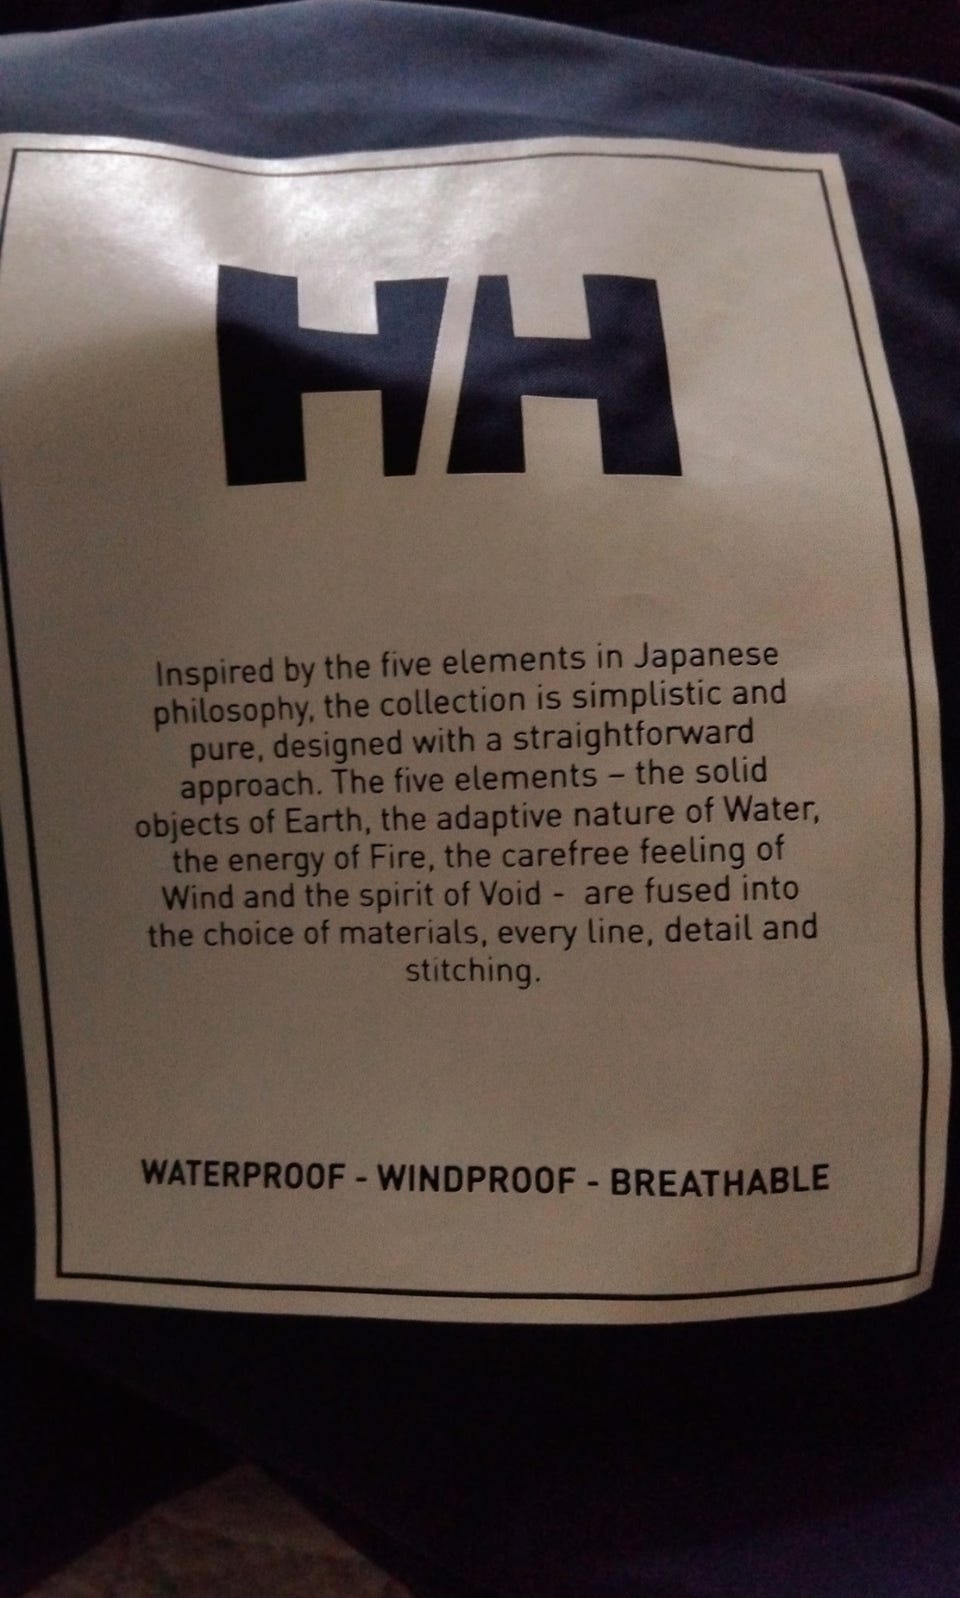 HH
Inspired by the five elements in Japanese
philosophy, the collection is simplistic and
pure, designed with a straightforward
approach. The five elements – the solid
objects of Earth, the adaptive nature of Water,
the energy of Fire, the carefree feeling of
Wind and the spirit of Void - are fused into
the choice of materials, every line, detail and
stitching.
WATERPROOF - WINDPROOF - BREATHABLE